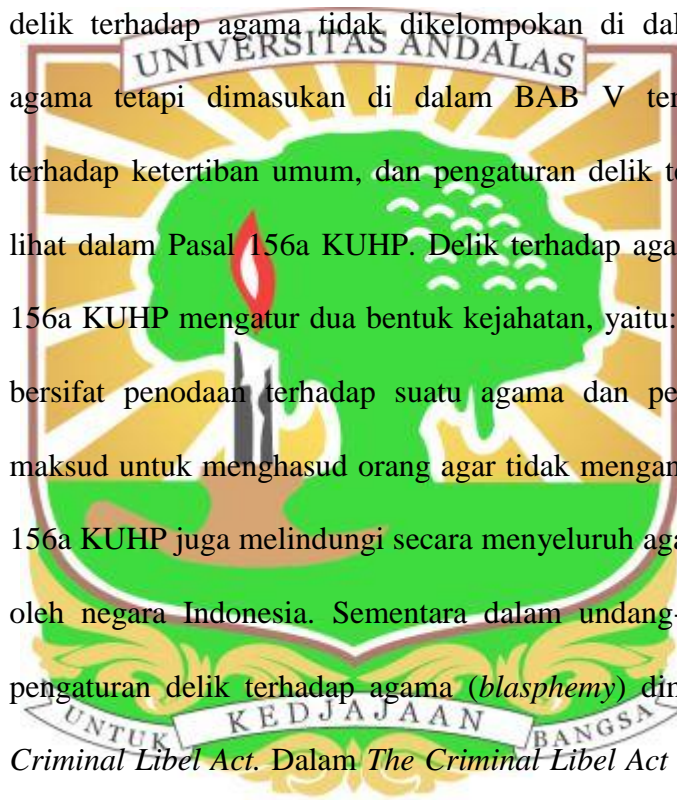 delik terhadap agama tidak dikelompokan di
UNIVERSITAS ANDALAS
agama tetapi dimasukan di dalam BAB V
terhadap ketertiban umum, dan pengaturan delik
lihat dalam Pasal 156a KUHP. Delik terhadap
156a KUHP mengatur dua bentuk kejahatan, yaitu:
bersifat penodaan terhadap suatu agama dan
maksud untuk menghasud orang agar tidak
156a KUHP juga melindungi secara menyeluruh
oleh negara Indonesia. Sementara dalam
pengaturan delik terhadap agama (blasphemy)
UNTUK KEDJAJAAN BANGSA
Criminal Libel Act. Dalam The Criminal Libel Act